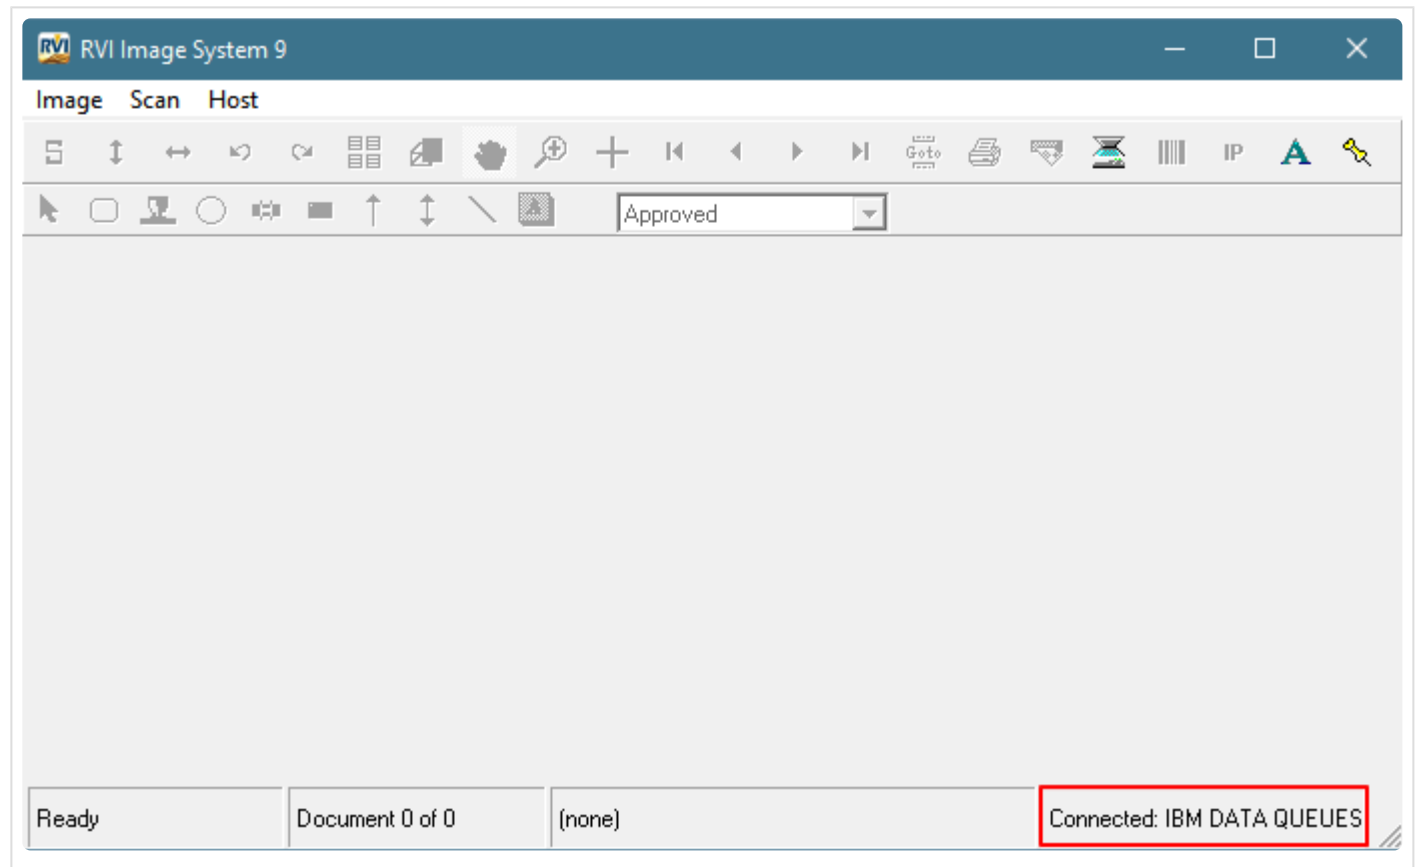 RVI RVI Image System 9
Image Scan Host
Goto IP A
Approved
Ready Document 0 of 0 (none) Connected: IBM DATA QUEUES